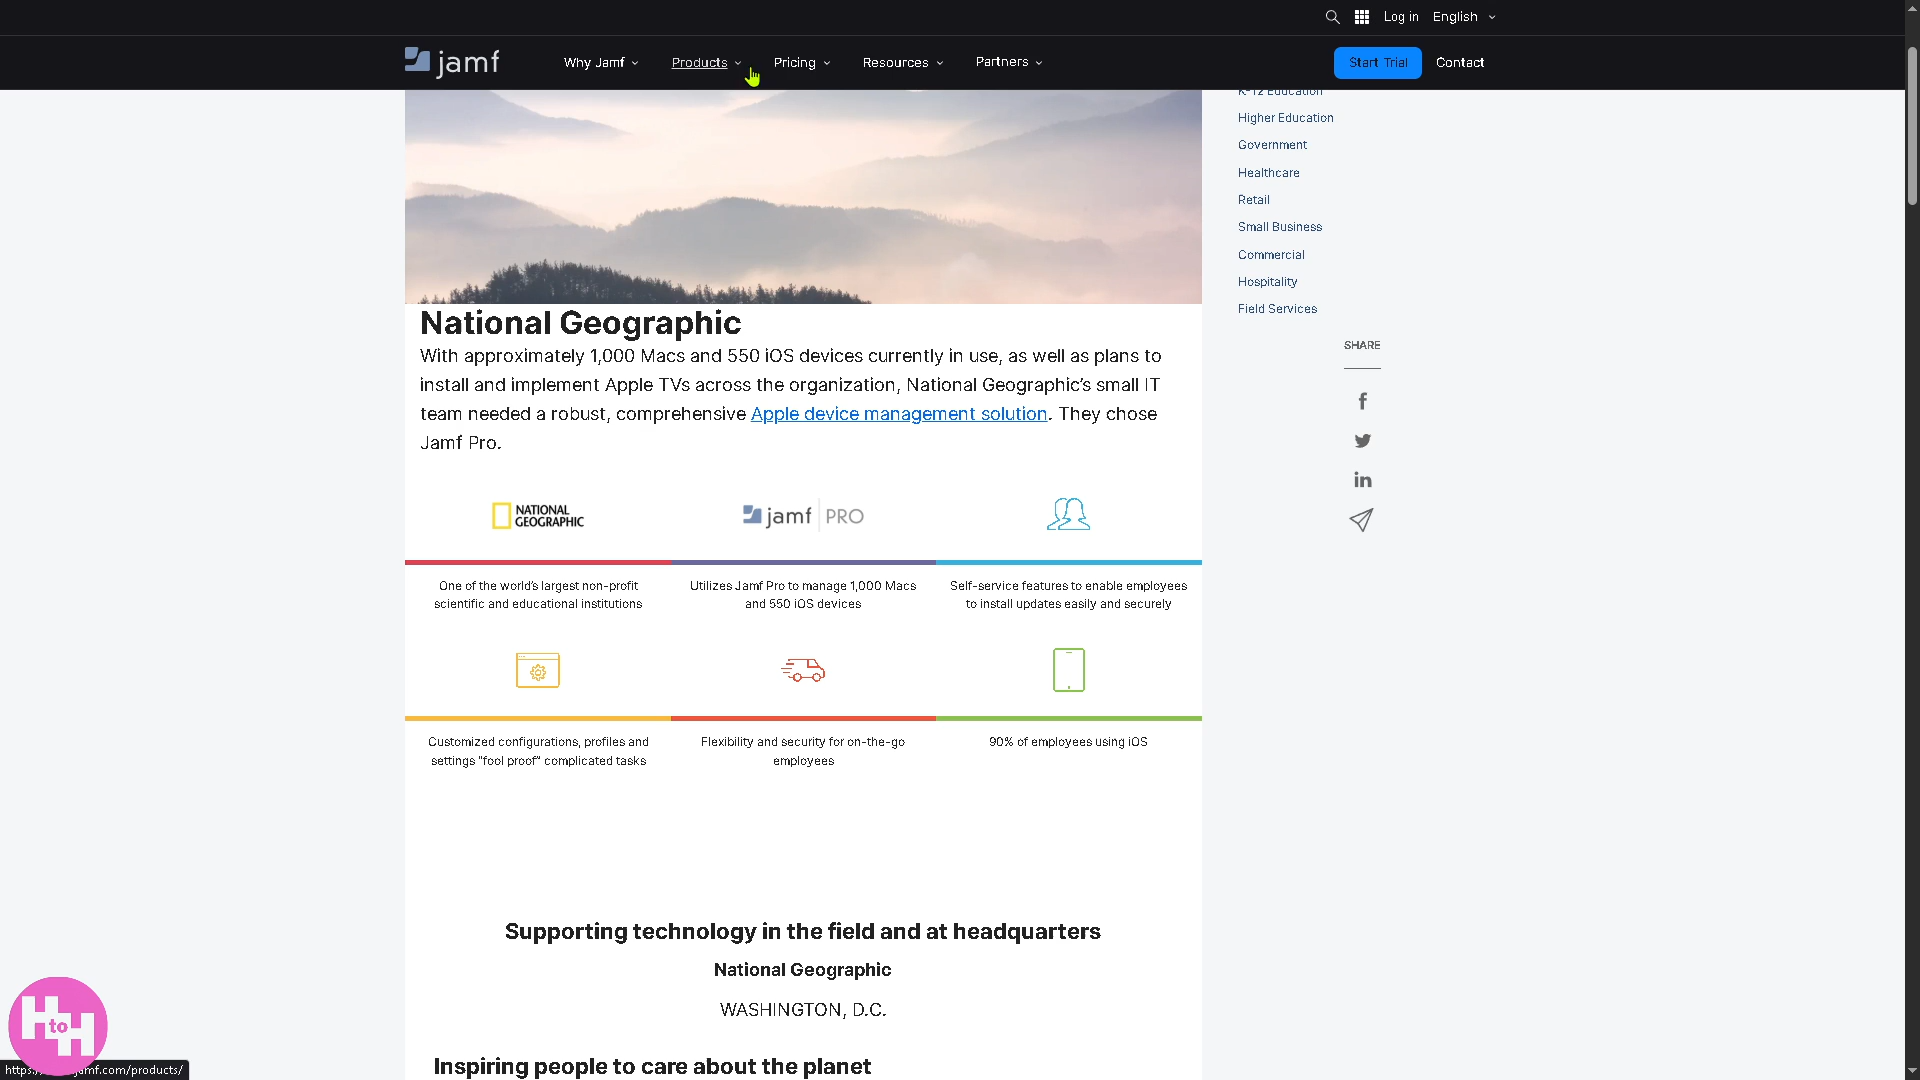 Log in English
jamf Why Jamf Products Pricing Resources Partners Start Trial Contact
K-12 Education
Higher Education
Government
Healthcare
Retail
Small Business
Commercial
Hospitality
Field Services
SHARE
National Geographic
With approximately 1,000 Macs and 550 iOS devices currently in use, as well as plans to
install and implement Apple TVs across the organization, National Geographic’s small IT
team needed a robust, comprehensive Apple device management solution. They chose
Jamf Pro.
NATIONAL
GEOGRAPHIC
jamf PRO
One of the world’s largest non-profit
scientific and educational institutions
Utilizes Jamf Pro to manage 1,000 Macs
and 550 iOS devices
Self-service features to enable employees
to install updates easily and securely
Customized configurations, profiles and
settings “fool proof” complicated tasks
Flexibility and security for on-the-go
employees
90% of employees using iOS
Supporting technology in the field and at headquarters
National Geographic
WASHINGTON, D.C.
Inspiring people to care about the planet
H to H
https:/ jamf.com/products/